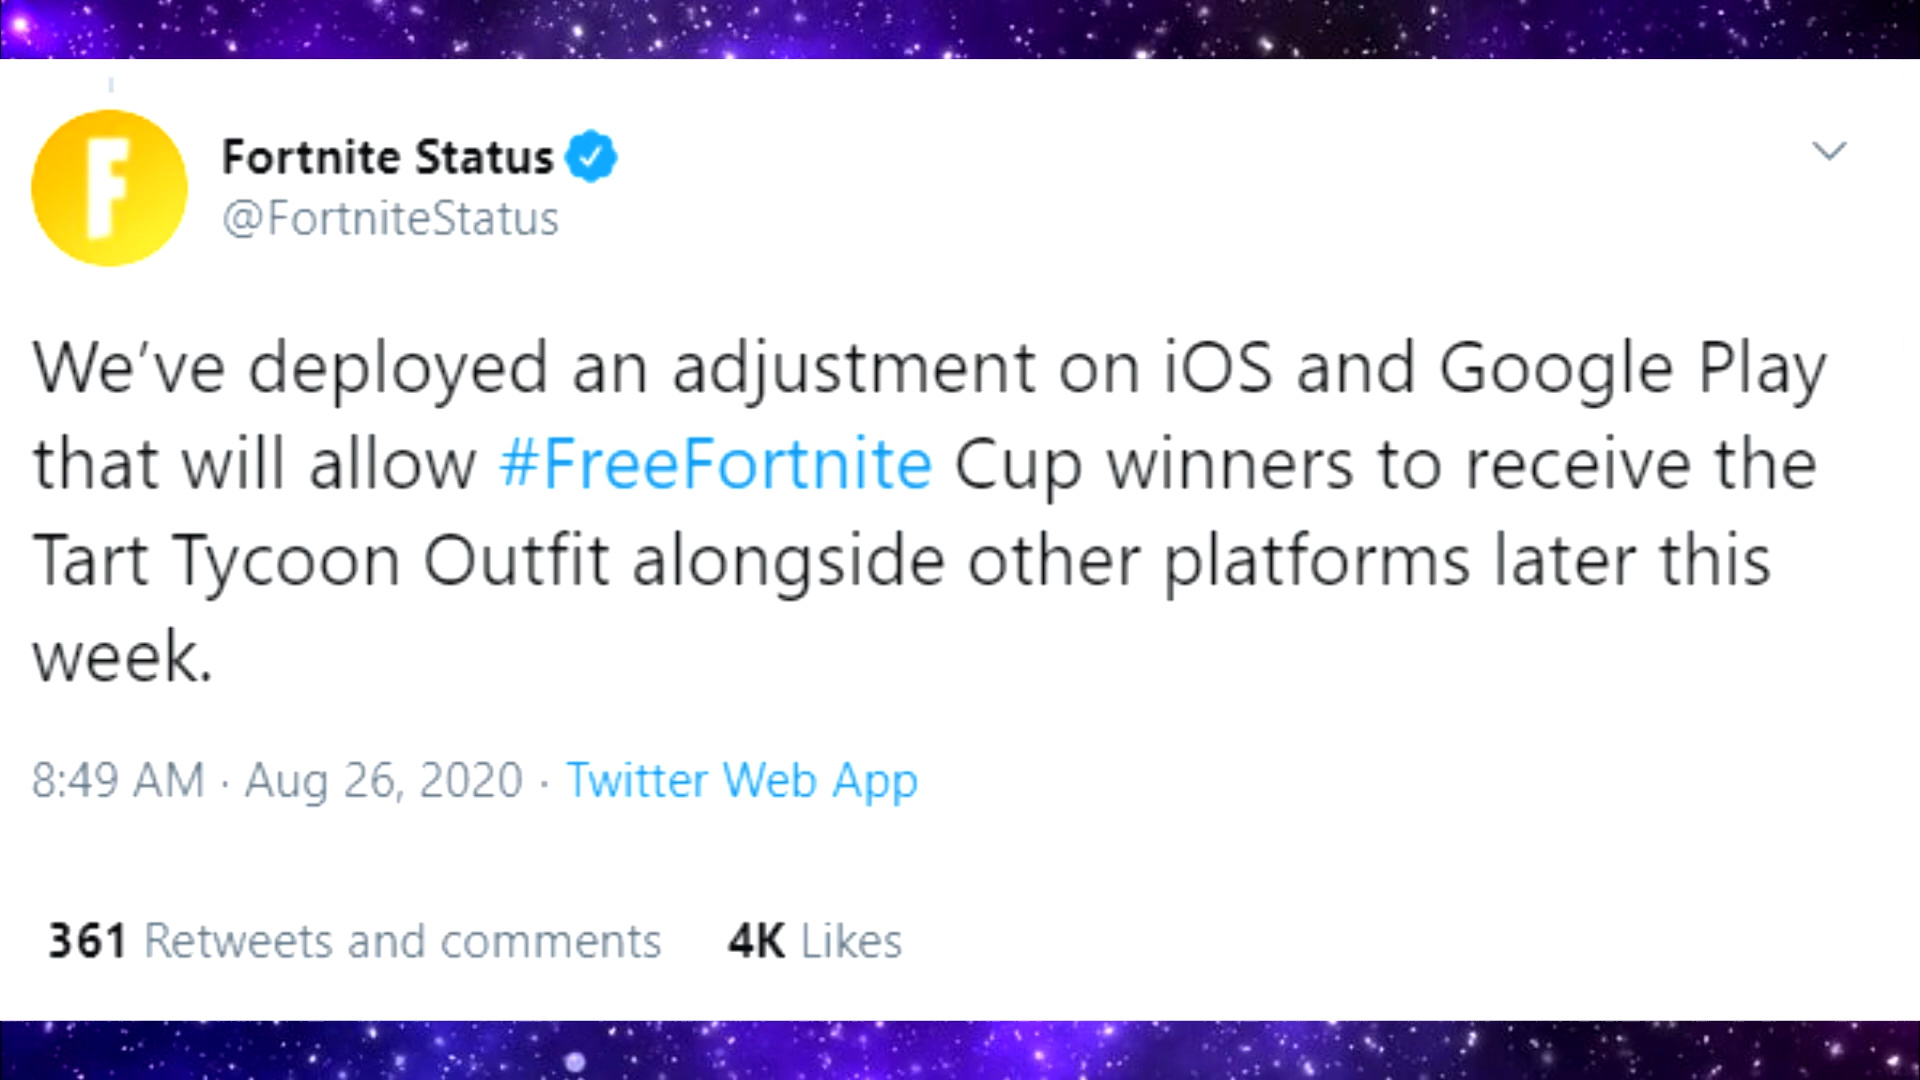 F
Fortnite Status
@FortniteStatus
We've deployed an adjustment on iOS and Google Play
that will allow #FreeFortnite Cup winners to receive the
Tart Tycoon Outfit alongside other platforms later this
week.
8:49 AM · Aug 26, 2020 · Twitter Web App
361 Retweets and comments 4K Likes